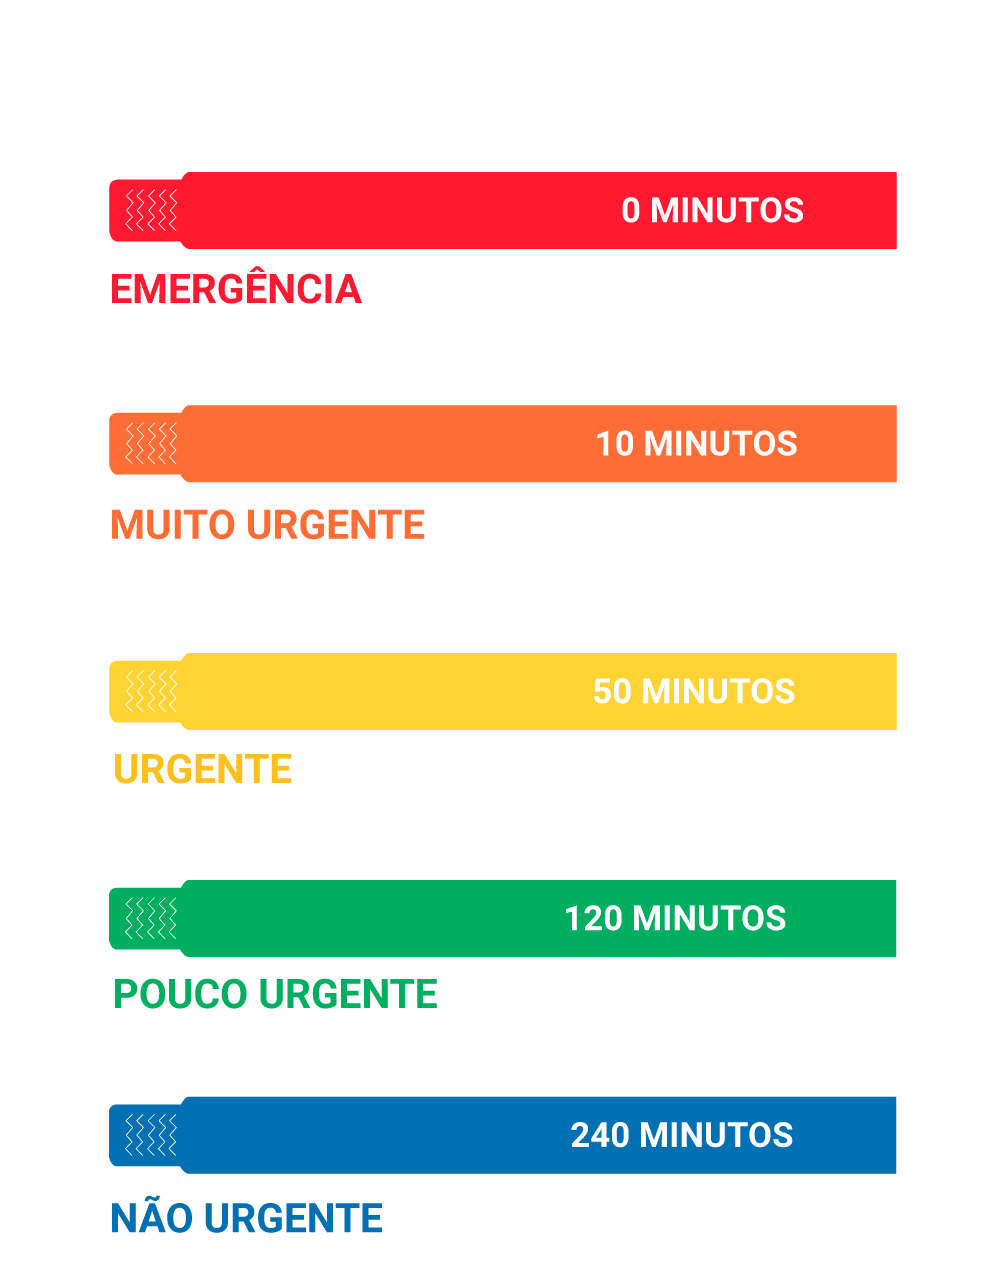 0 MINUTOS
EMERGÊNCIA
10 MINUTOS
MUITO URGENTE
50 MINUTOS
URGENTE
120 MINUTOS
POUCO URGENTE
240 MINUTOS
NÃO URGENTE